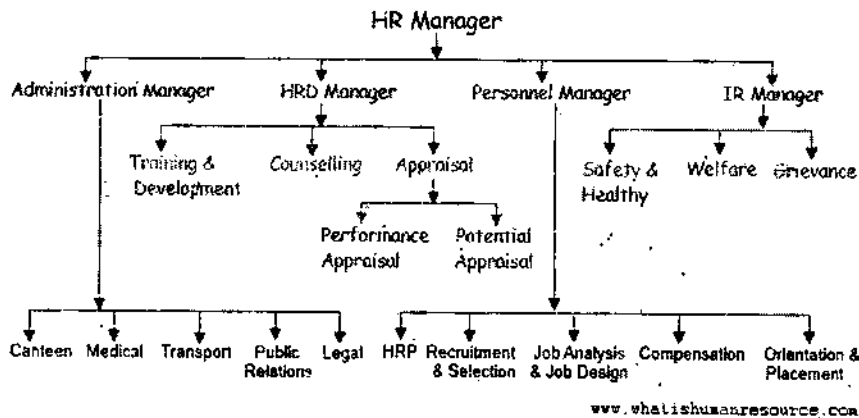 HR Manager
Administration Manager HRD Manager Personnel Manager IR Manager
Training & Counselling Appraisal Safety & Welfare Grievance
Development Healthy
Performance Potential
Appraisal Appraisal
Canteen Medical Transport Public Legal HRP Recruitment Job Analysis Compensation Orientation &
Relations & Selection & Job Design Placement
www.whatishumanresource.com